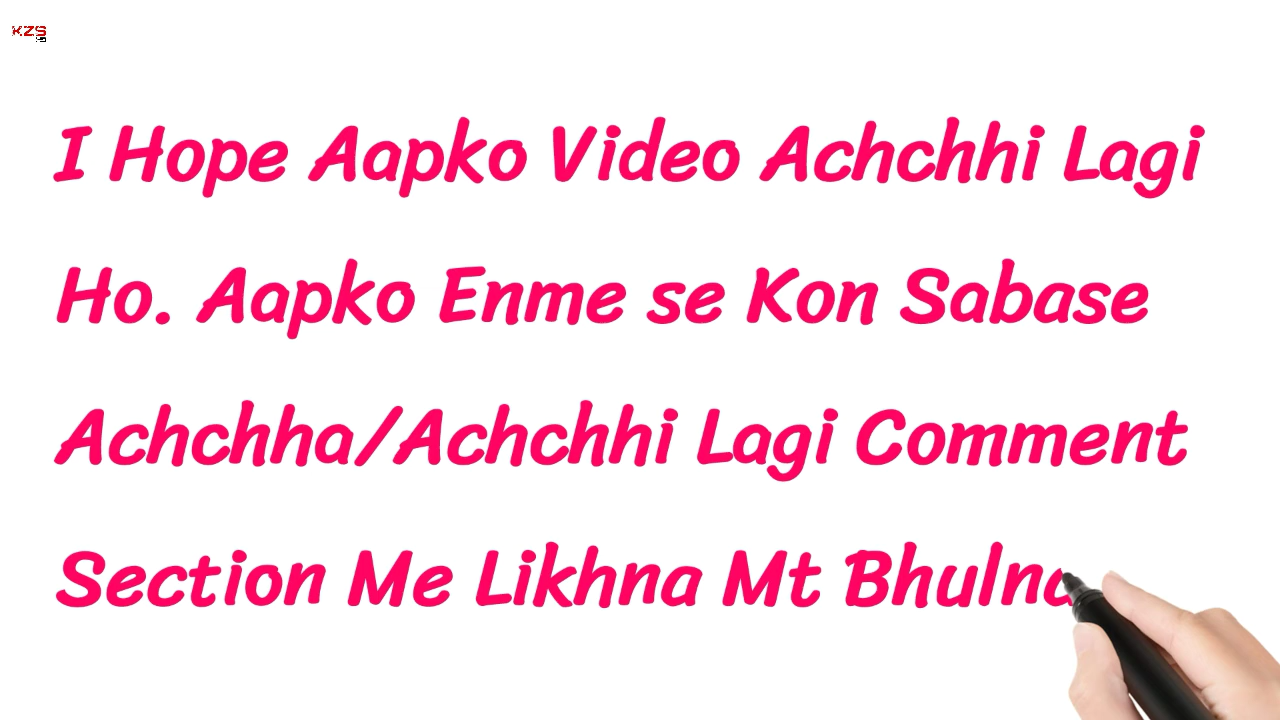 KZS
I Hope Aapko Video Achchhi Lagi
Ho. Aapko Enme se Kon Sabase
Achchha/Achchhi Lagi Comment
Section Me Likhna Mt Bhulna